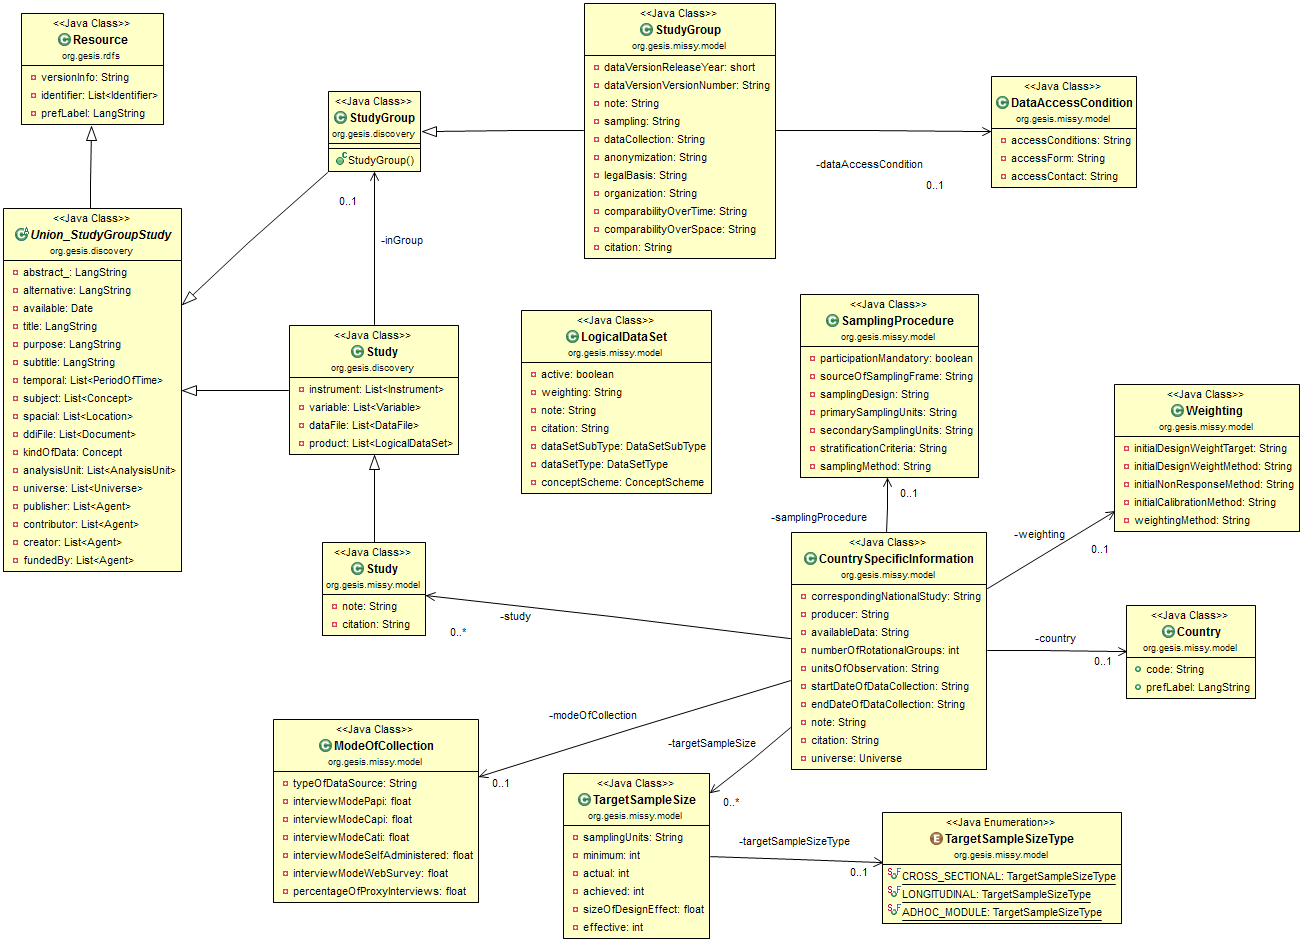 <<Java Class>>
Resource
org.gesis.rdfs
versionInfo: String
identifier: List<Identifier>
prefLabel: LangString
<<Java Class>>
StudyGroup
org.gesis.discovery
StudyGroup()
<<Java Class>>
StudyGroup
org.gesis.missy.model
dataVersionReleaseYear: short
dataVersionVersionNumber: String
note: String
sampling: String
dataCollection: String
anonymization: String
legalBasis: String
organization: String
comparabilityOverTime: String
comparabilityOverSpace: String
citation: String
-dataAccessCondition
0..1
<<Java Class>>
DataAccessCondition
org.gesis.missy.model
accessConditions: String
accessForm: String
accessContact: String
<<Java Class>>
Union_StudyGroupStudy
org.gesis.discovery
abstract_: LangString
alternative: LangString
available: Date
title: LangString
purpose: LangString
subtitle: LangString
temporal: List<PeriodOfTime>
subject: List<Concept>
spacial: List<Location>
ddiFile: List<Document>
kindOfData: Concept
analysisUnit: List<AnalysisUnit>
universe: List<Universe>
publisher: List<Agent>
contributor: List<Agent>
creator: List<Agent>
fundedBy: List<Agent>
0..1
-inGroup
<<Java Class>>
Study
org.gesis.discovery
instrument: List<Instrument>
variable: List<Variable>
dataFile: List<DataFile>
product: List<LogicalDataSet>
<<Java Class>>
LogicalDataSet
org.gesis.missy.model
active: boolean
weighting: String
note: String
citation: String
dataSetSubType: DataSetSubType
dataSetType: DataSetType
conceptScheme: ConceptScheme
<<Java Class>>
SamplingProcedure
org.gesis.missy.model
participationMandatory: boolean
sourceOfSamplingFrame: String
samplingDesign: String
primarySamplingUnits: String
secondarySamplingUnits: String
stratificationCriteria: String
samplingMethod: String
0..1
-samplingProcedure
<<Java Class>>
Weighting
org.gesis.missy.model
initialDesignWeightTarget: String
initialDesignWeightMethod: String
initialNonResponseMethod: String
initialCalibrationMethod: String
weightingMethod: String
-weighting
0..1
<<Java Class>>
Study
org.gesis.missy.model
note: String
citation: String
-study
0..*
<<Java Class>>
CountrySpecificInformation
org.gesis.missy.model
correspondingNationalStudy: String
producer: String
availableData: String
numberOfRotationalGroups: int
unitsOfObservation: String
startDateOfDataCollection: String
endDateOfDataCollection: String
note: String
citation: String
universe: Universe
-country
0..1
<<Java Class>>
Country
org.gesis.missy.model
code: String
prefLabel: LangString
-modeOfCollection
0..1
<<Java Class>>
ModeOfCollection
org.gesis.missy.model
typeOfDataSource: String
interviewModePapi: float
interviewModeCapi: float
interviewModeCati: float
interviewModeSelfAdministered: float
interviewModeWebSurvey: float
percentageOfProxyInterviews: float
-targetSampleSize
0..*
<<Java Class>>
TargetSampleSize
org.gesis.missy.model
samplingUnits: String
minimum: int
actual: int
achieved: int
sizeOfDesignEffect: float
effective: int
-targetSampleSizeType
0..1
<<Java Enumeration>>
TargetSampleSizeType
org.gesis.missy.model
CROSS_SECTIONAL: TargetSampleSizeType
LONGITUDINAL: TargetSampleSizeType
ADHOC_MODULE: TargetSampleSizeType